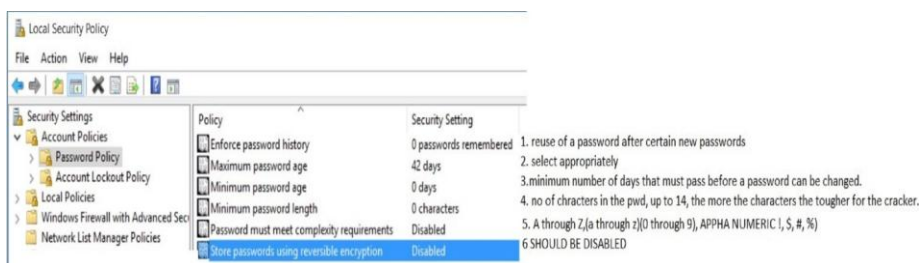 Local Security Policy
File Action View Help
Security Settings
Account Policies
Password Policy
Account Lockout Policy
Local Policies
Windows Firewall with Advanced Secu
Network List Manager Policies
Policy Security Setting
Enforce password history 0 passwords remembered
Maximum password age 42 days
Minimum password age 0 days
Minimum password length 0 characters
Password must meet complexity requirements Disabled
Store passwords using reversible encryption Disabled
1. reuse of a password after certain new passwords
2. select appropriately
3.minimum number of days that must pass before a password can be changed.
4. no of chracters in the pwd, up to 14, the more the characters the tougher for the cracker.
5. A through Z,(a through z)(0 through 9), APPHA NUMERIC !, $, #, %)
6 SHOULD BE DISABLED